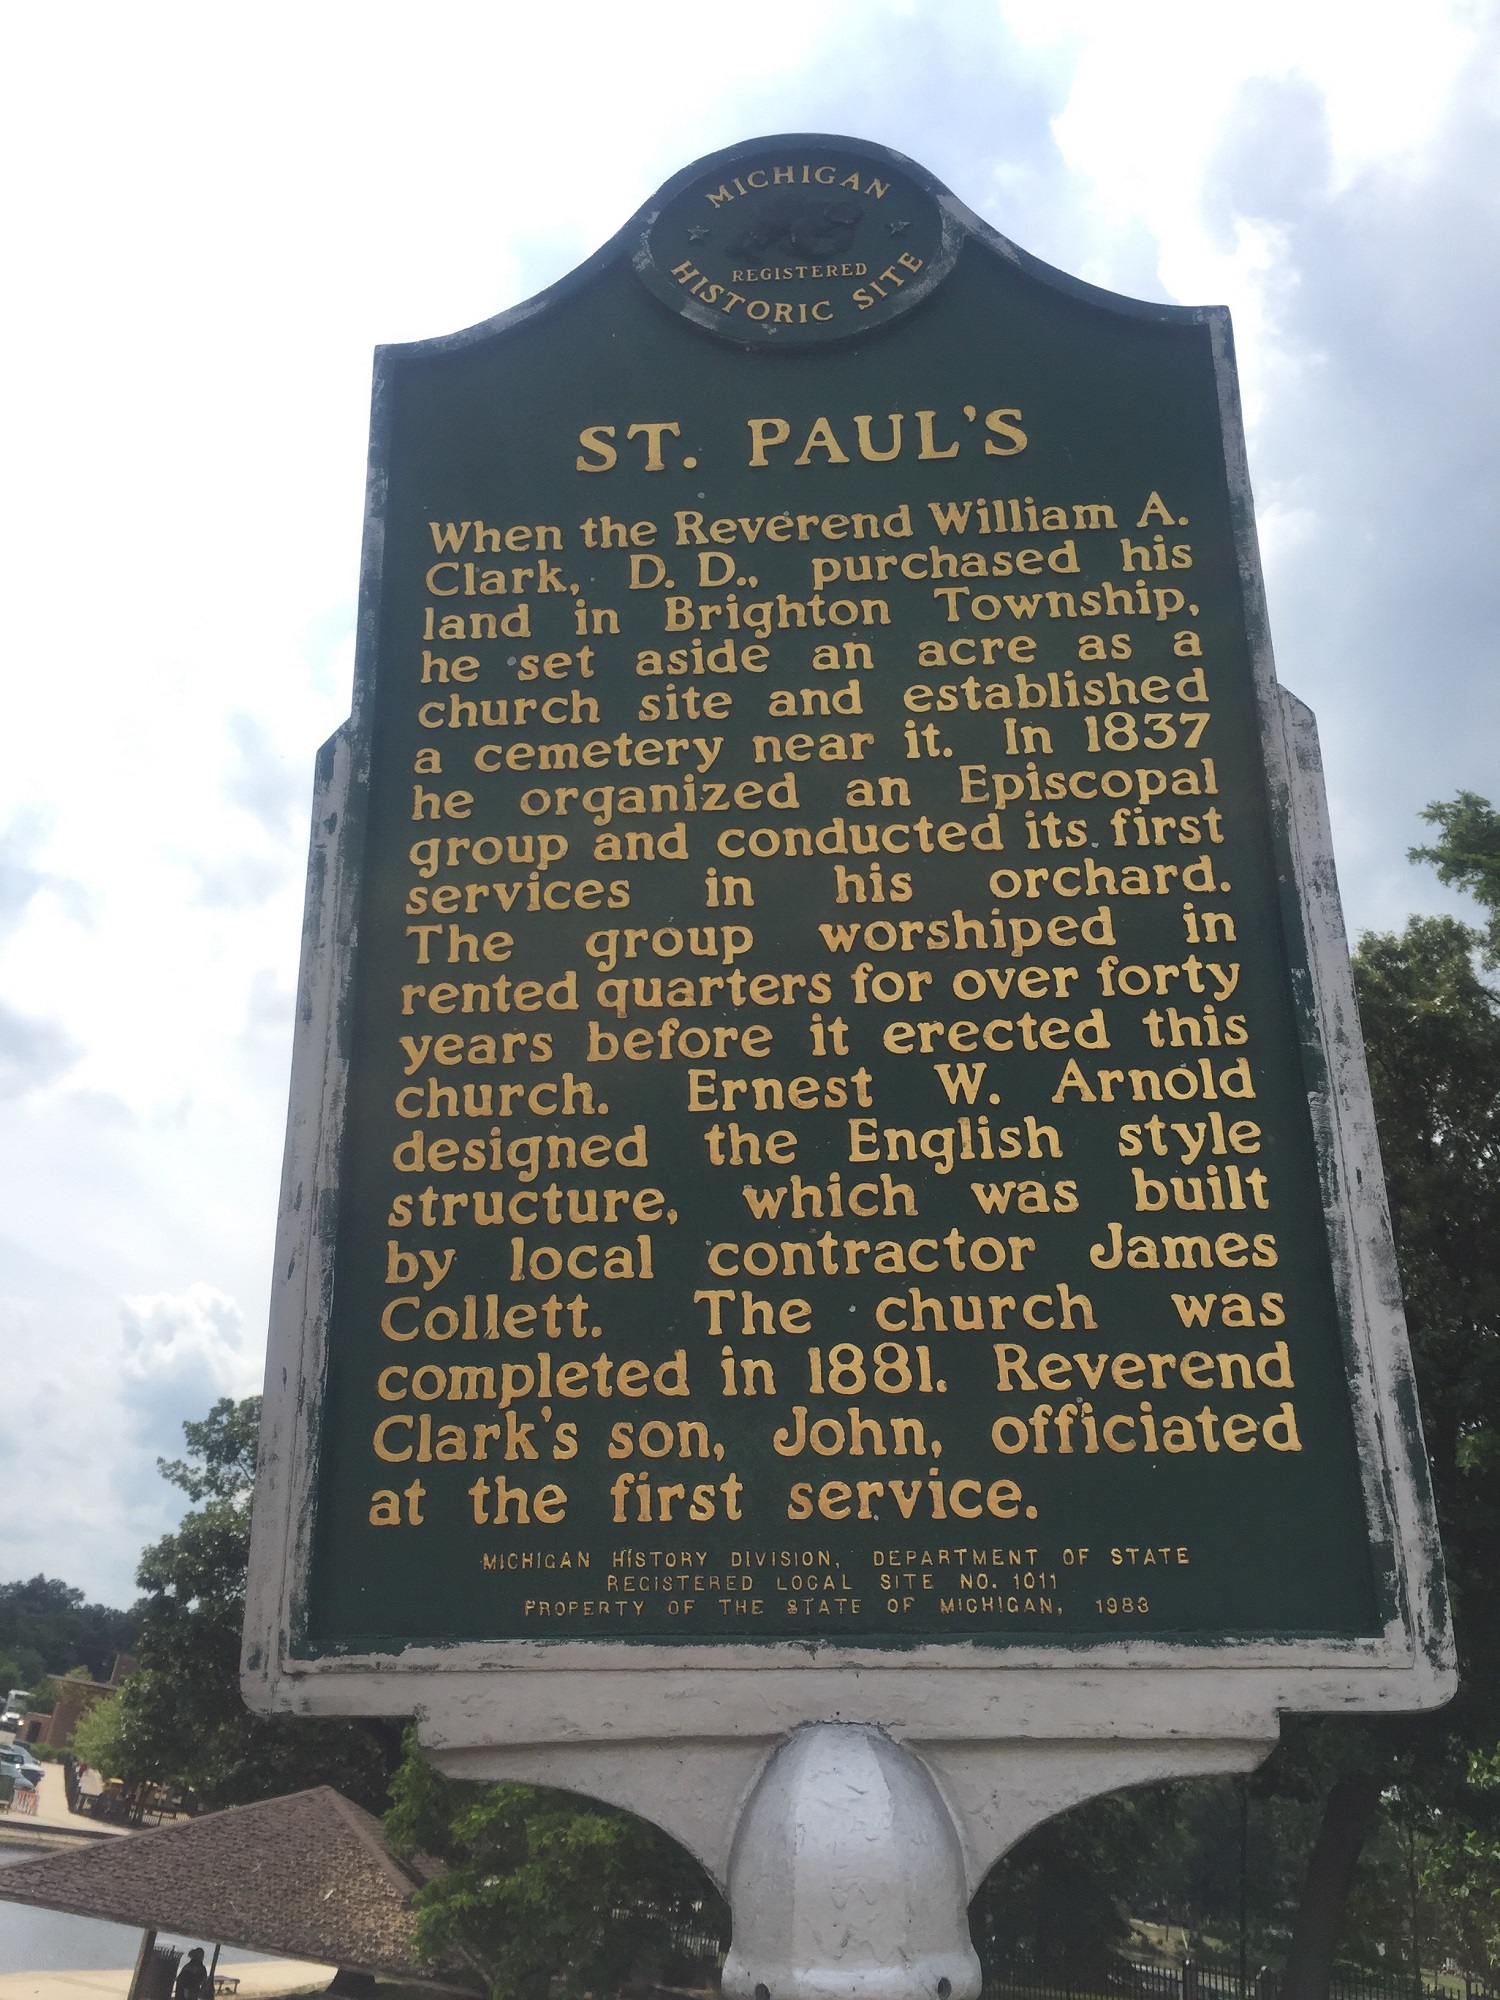 MICHIGAN
REGISTERED
HISTORIC SITE
ST. PAUL'S
When the Reverend William A.
Clark, D. D., purchased his
land in Brighton Township,
he set aside an acre as a
church site and established
a cemetery near it. In 1837
he organized an Episcopal
group and conducted its first
services in his orchard.
The group worshiped in
rented quarters for over forty
years before it erected this
church. Ernest W. Arnold
designed the English style
structure, which was built
by local contractor James
Collett. The church was
completed in 1881. Reverend
Clark's son, John, officiated
at the first service.
MICHIGAN HISTORY DIVISION, DEPARTMENT OF STATE
REGISTERED LOCAL SITE NO. 1011
PROPERTY OF THE STATE OF MICHIGAN, 1983